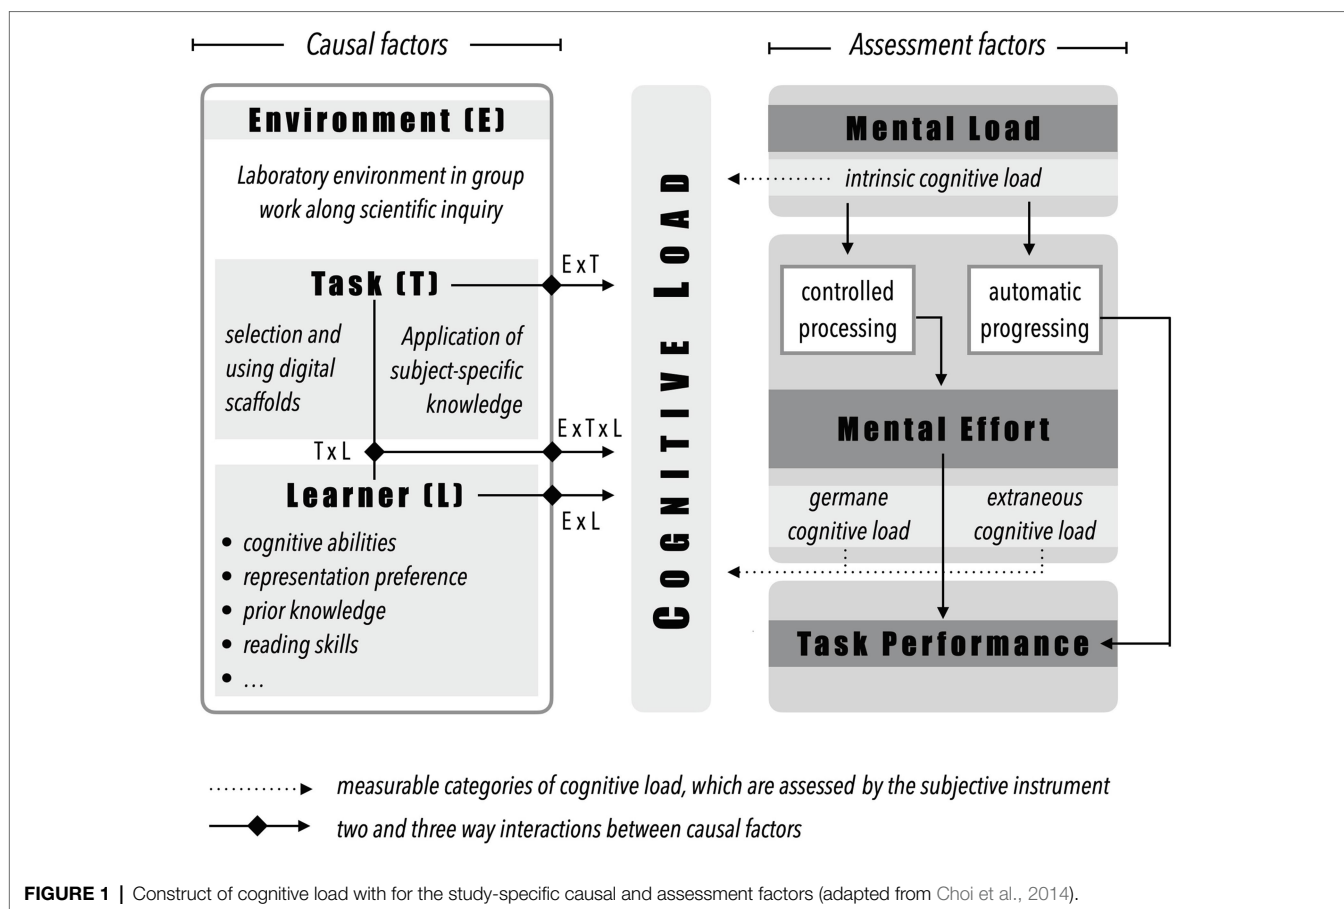 Causal factors
Assessment factors
Environment (E)
Laboratory environment in group
work along scientific inquiry
Task (T)
selection and
using digital
scaffolds
Application of
subject-specific
knowledge
ExT
TxL
ExTxL
Learner (L)
ExL
• cognitive abilities
• representation preference
• prior knowledge
• reading skills
• ...
COGNITIVE LOAD
Mental Load
intrinsic cognitive load
controlled
processing
automatic
progressing
Mental Effort
germane
cognitive load
extraneous
cognitive load
Task Performance
measurable categories of cognitive load, which are assessed by the subjective instrument
two and three way interactions between causal factors
FIGURE 1 | Construct of cognitive load with for the study-specific causal and assessment factors (adapted from Choi et al., 2014).